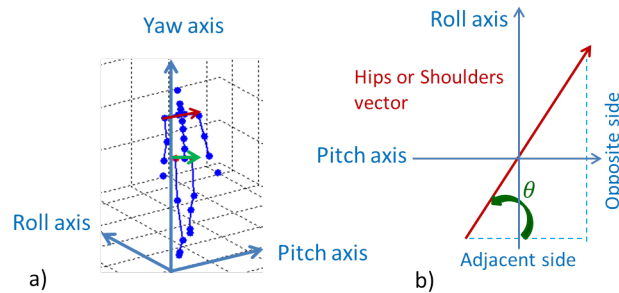 Yaw axis
Roll axis
Pitch axis
a)
Roll axis
Hips or Shoulders
vector
Pitch axis
Opposite side
θ
Adjacent side
b)